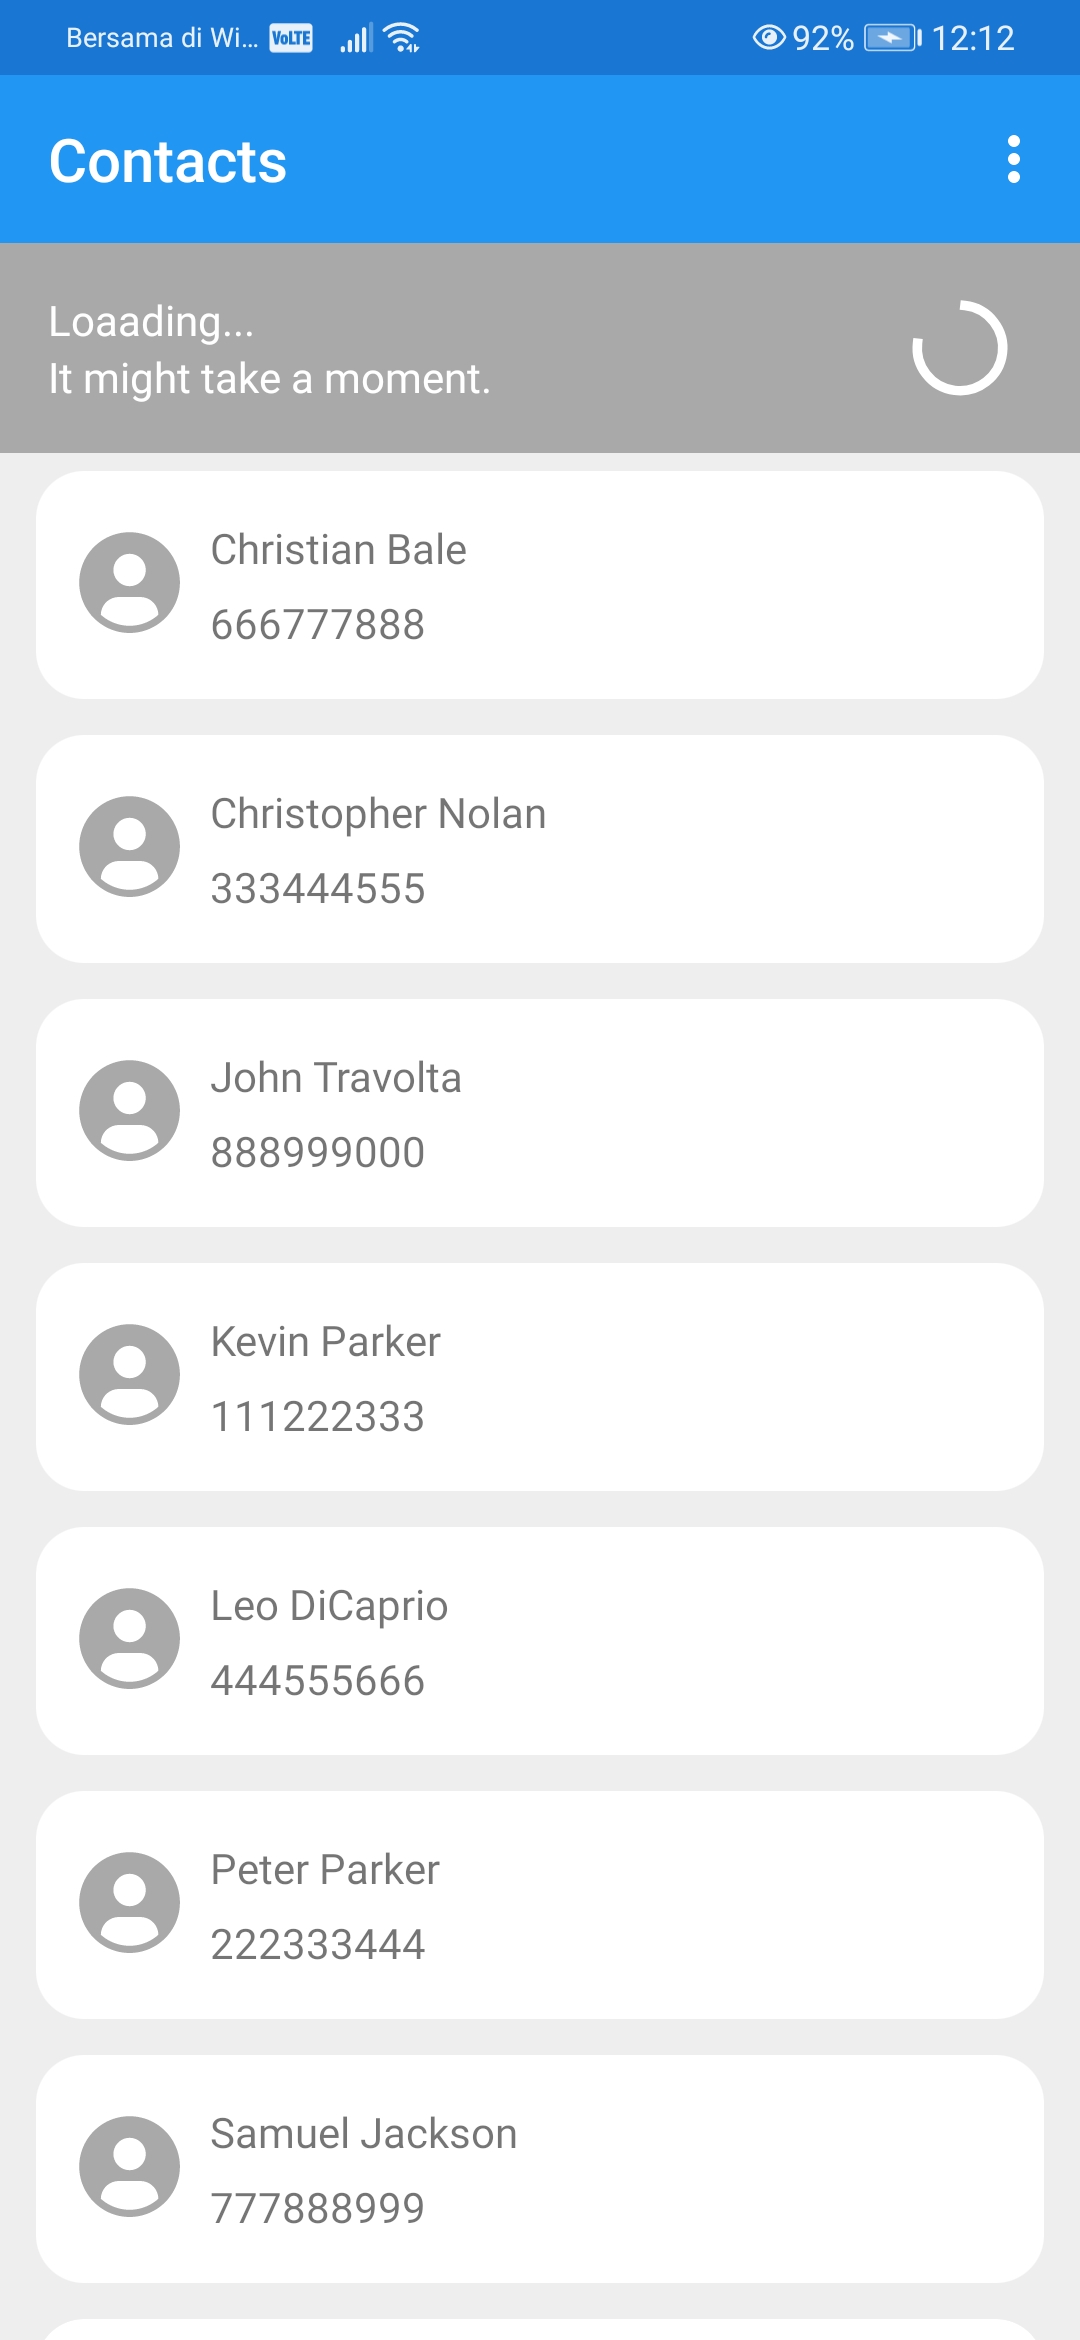 Bersama di Wi... VoLTE 92% 12:12
Contacts
Loaading...
It might take a moment.
Christian Bale
666777888
Christopher Nolan
333444555
John Travolta
888999000
Kevin Parker
111222333
Leo DiCaprio
444555666
Peter Parker
222333444
Samuel Jackson
777888999